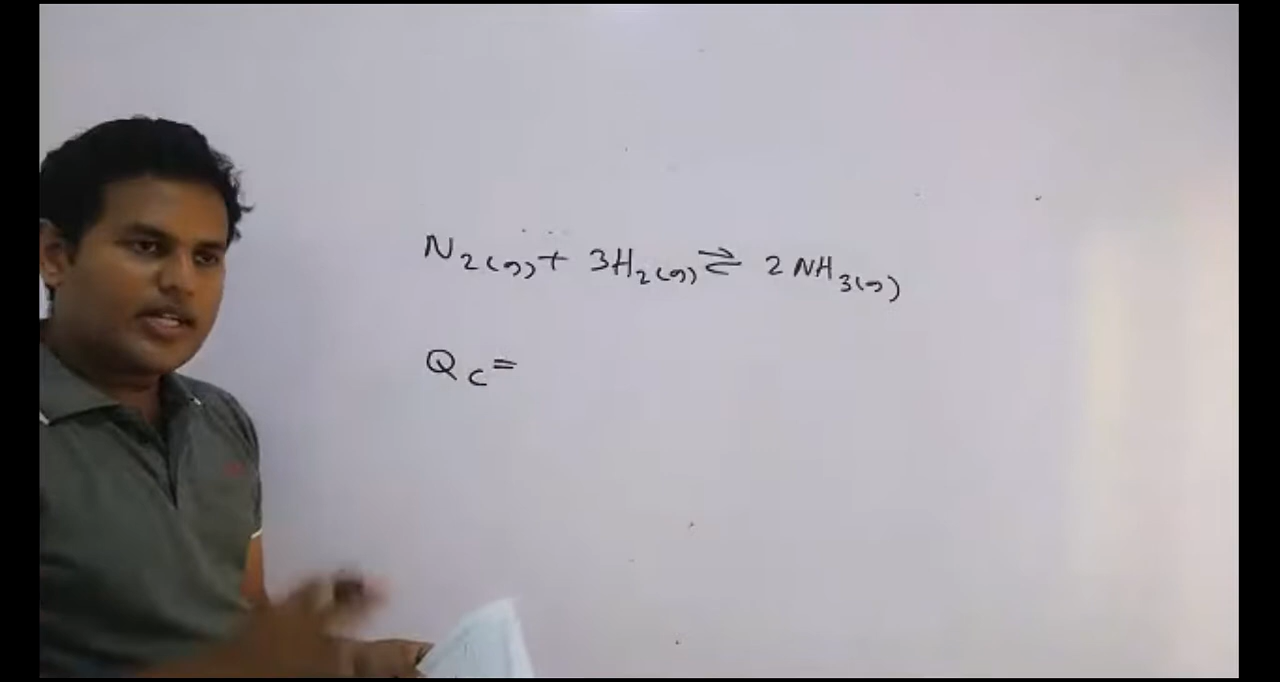 N₂(g) + 3H₂(g) ⇌ 2NH₃(g)
Qc =